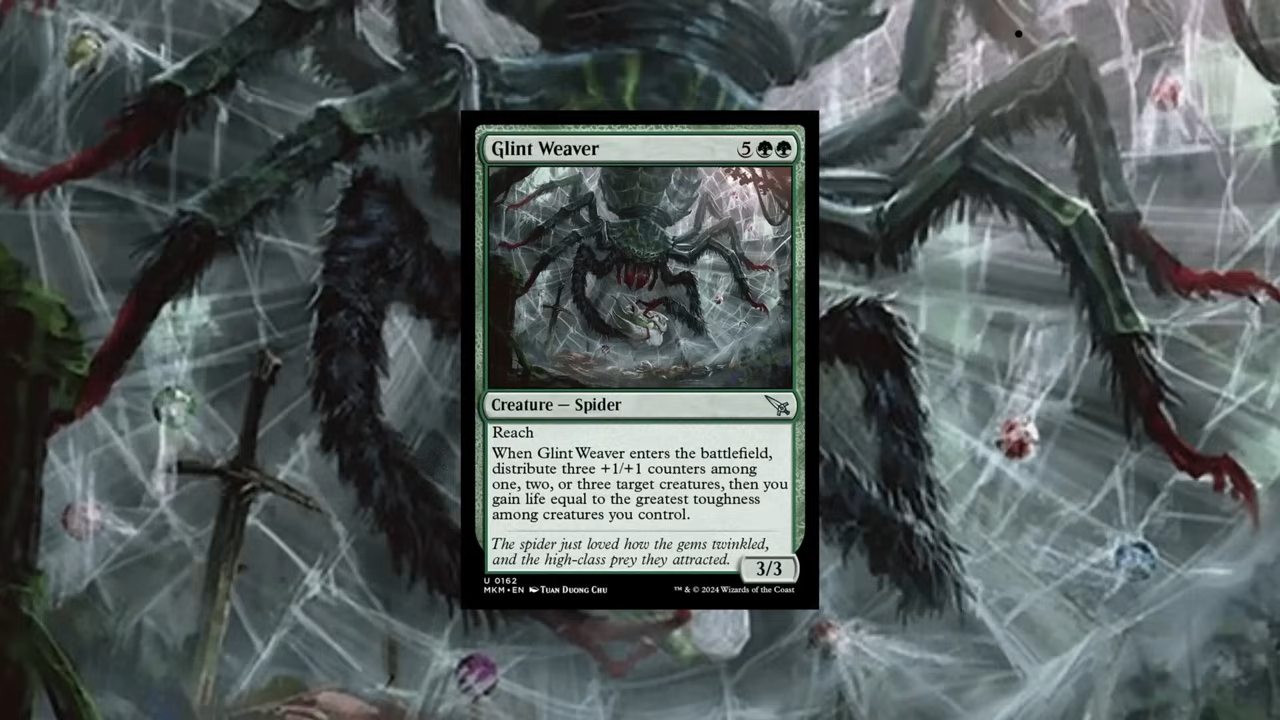 Glint Weaver 5
Creature — Spider
Reach
When Glint Weaver enters the battlefield,
distribute three +1/+1 counters among
one, two, or three target creatures, then you
gain life equal to the greatest toughness
among creatures you control.
The spider just loved how the gems twinkled,
and the high-class prey they attracted.
3/3
U 0162
MKM • EN Tuan Duong Chu
™ & © 2024 Wizards of the Coast